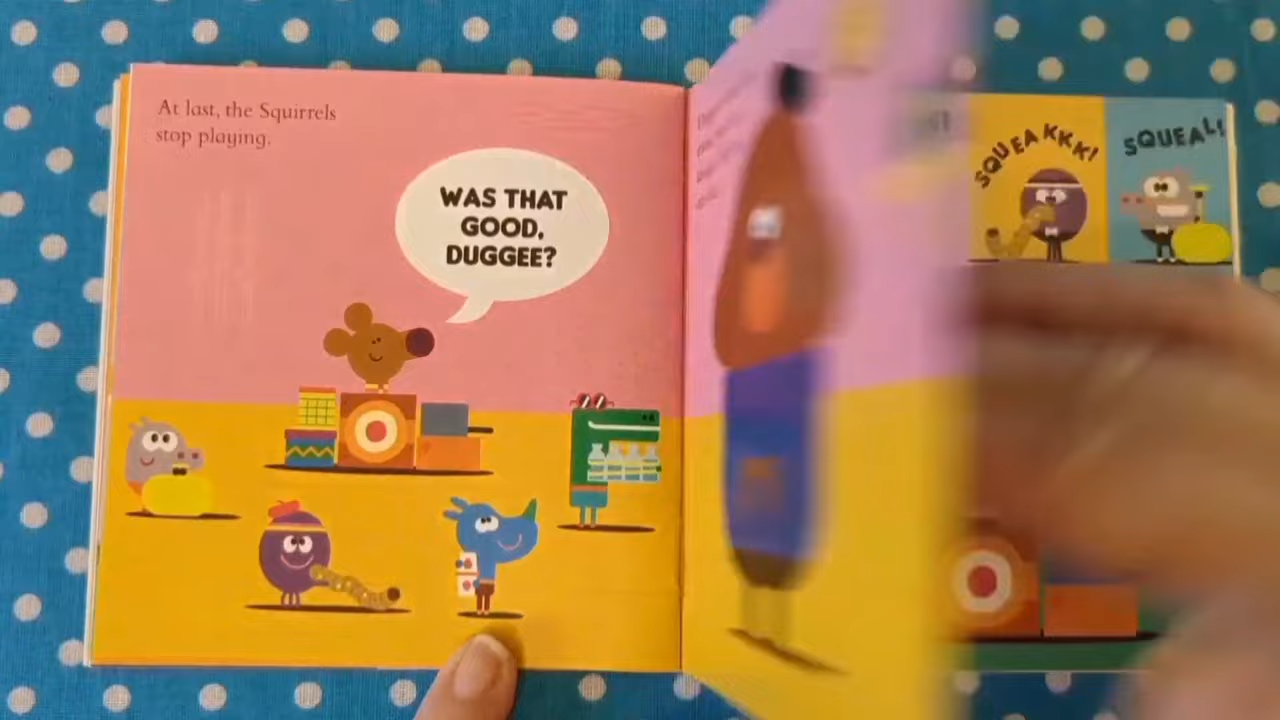 At last, the Squirrels
stop playing.
WAS THAT
GOOD,
DUGGEE?
SQUEAKKK!
SQUEAL!